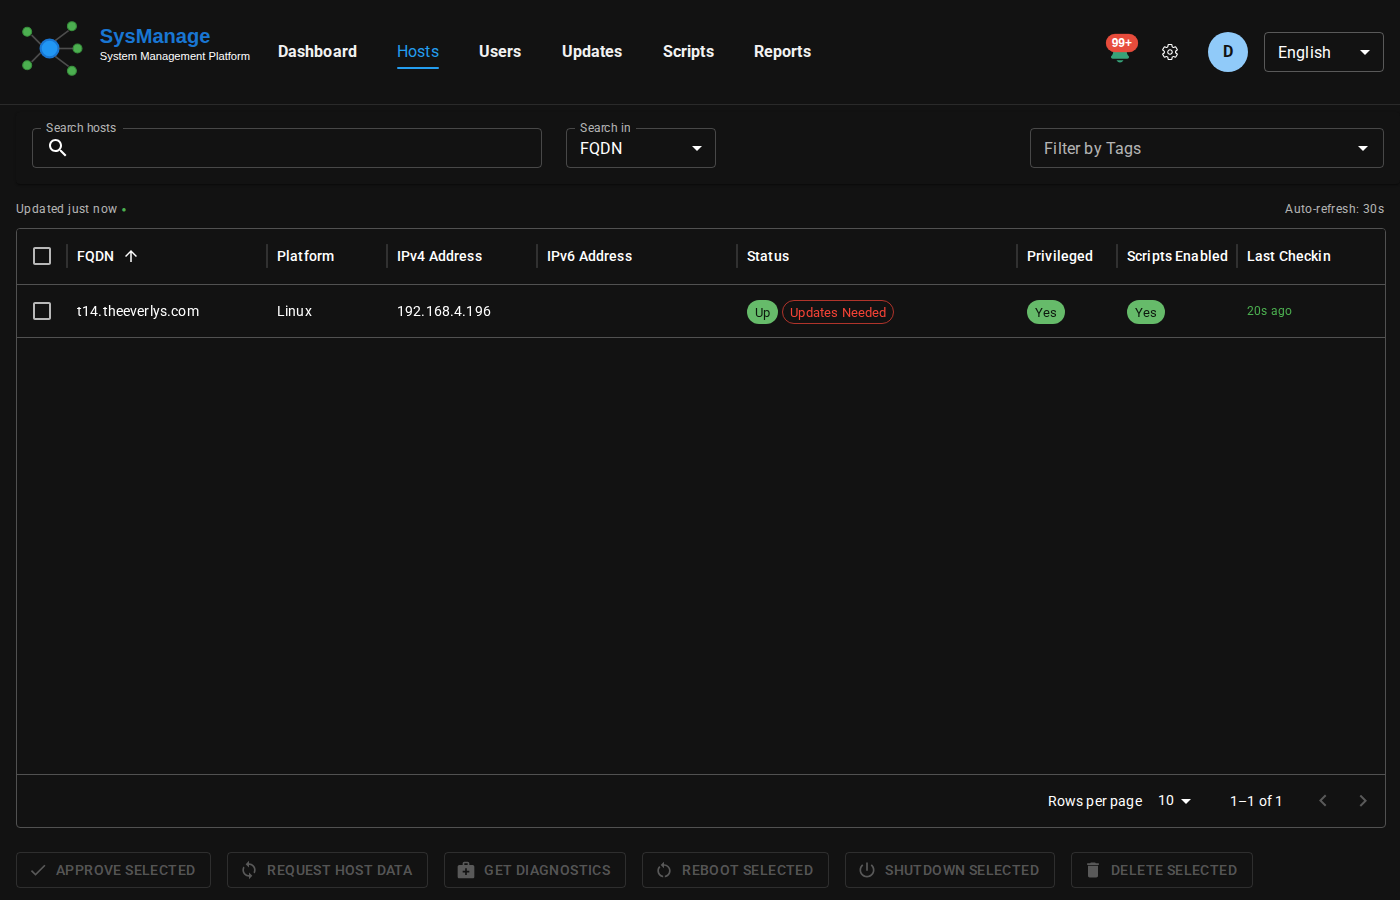 SysManage
System Management Platform
Dashboard Hosts Users Updates Scripts Reports
99+
D
English
Search hosts
Search in
FQDN
Filter by Tags
Updated just now
Auto-refresh: 30s
FQDN Platform IPv4 Address IPv6 Address Status Privileged Scripts Enabled Last Checkin
t14.theeverlys.com Linux 192.168.4.196 Up Updates Needed Yes Yes 20s ago
Rows per page 10 1–1 of 1
APPROVE SELECTED REQUEST HOST DATA GET DIAGNOSTICS REBOOT SELECTED SHUTDOWN SELECTED DELETE SELECTED